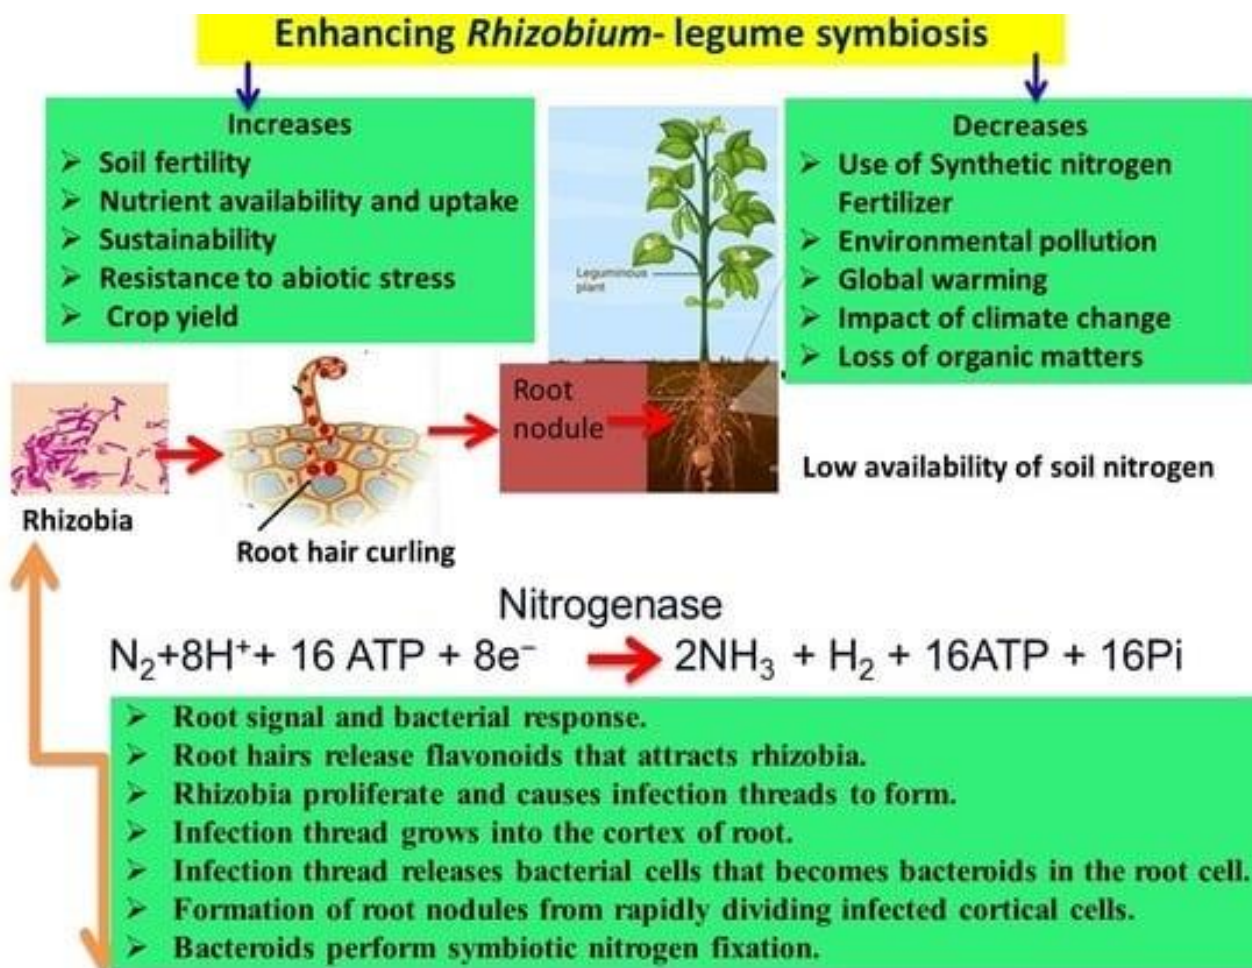 Enhancing Rhizobium- legume symbiosis
Increases
➢ Soil fertility
➢ Nutrient availability and uptake
➢ Sustainability
➢ Resistance to abiotic stress
➢ Crop yield
Leguminous
plant
Decreases
➢ Use of Synthetic nitrogen
Fertilizer
➢ Environmental pollution
➢ Global warming
➢ Impact of climate change
➢ Loss of organic matters
Rhizobia
Root hair curling
Root
nodule
Low availability of soil nitrogen
Nitrogenase
N₂+8H⁺+ 16 ATP + 8e⁻ → 2NH₃ + H₂ + 16ATP + 16Pi
➢ Root signal and bacterial response.
➢ Root hairs release flavonoids that attracts rhizobia.
➢ Rhizobia proliferate and causes infection threads to form.
➢ Infection thread grows into the cortex of root.
➢ Infection thread releases bacterial cells that becomes bacteroids in the root cell.
➢ Formation of root nodules from rapidly dividing infected cortical cells.
➢ Bacteroids perform symbiotic nitrogen fixation.